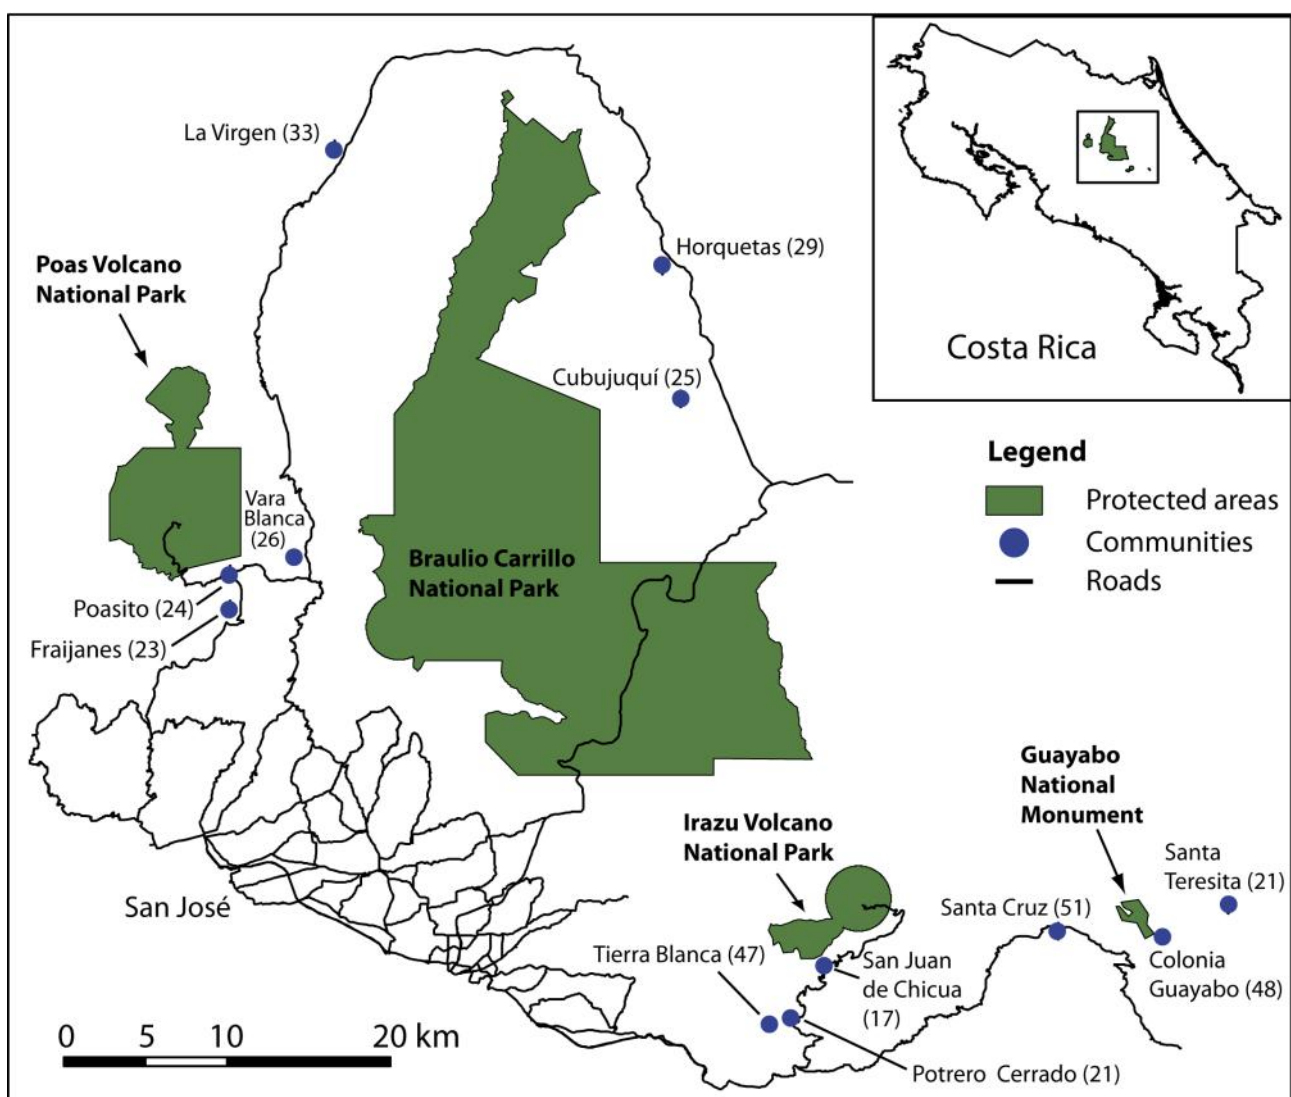 La Virgen (33)
Poas Volcano
National Park
Horquetas (29)
Costa Rica
Cubujuquí (25)
Vara
Blanca
(26)
Braulio Carrillo
National Park
Poasito (24)
Fraijanes (23)
Legend
Protected areas
Communities
Roads
Guayabo
National
Monument
Irazu Volcano
National Park
Santa
Teresita (21)
San José
Santa Cruz (51)
Tierra Blanca (47)
San Juan
de Chicua
(17)
Colonia
Guayabo (48)
Potrero Cerrado (21)
0 5 10 20 km